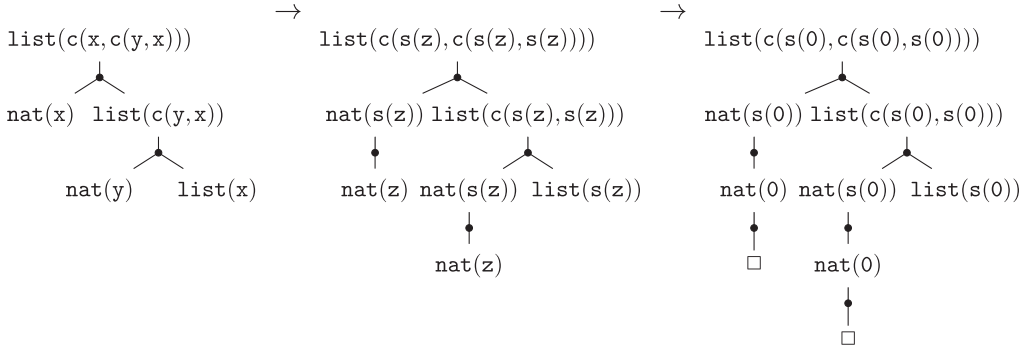 → →
list(c(x,c(y,x))) list(c(s(z),c(s(z),s(z)))) list(c(s(0),c(s(0),s(0))))
nat(x) list(c(y,x)) nat(s(z)) list(c(s(z),s(z))) nat(s(0)) list(c(s(0),s(0)))
nat(y) list(x) nat(z) nat(s(z)) list(s(z)) nat(0) nat(s(0)) list(s(0))
nat(z) □ nat(0)
□